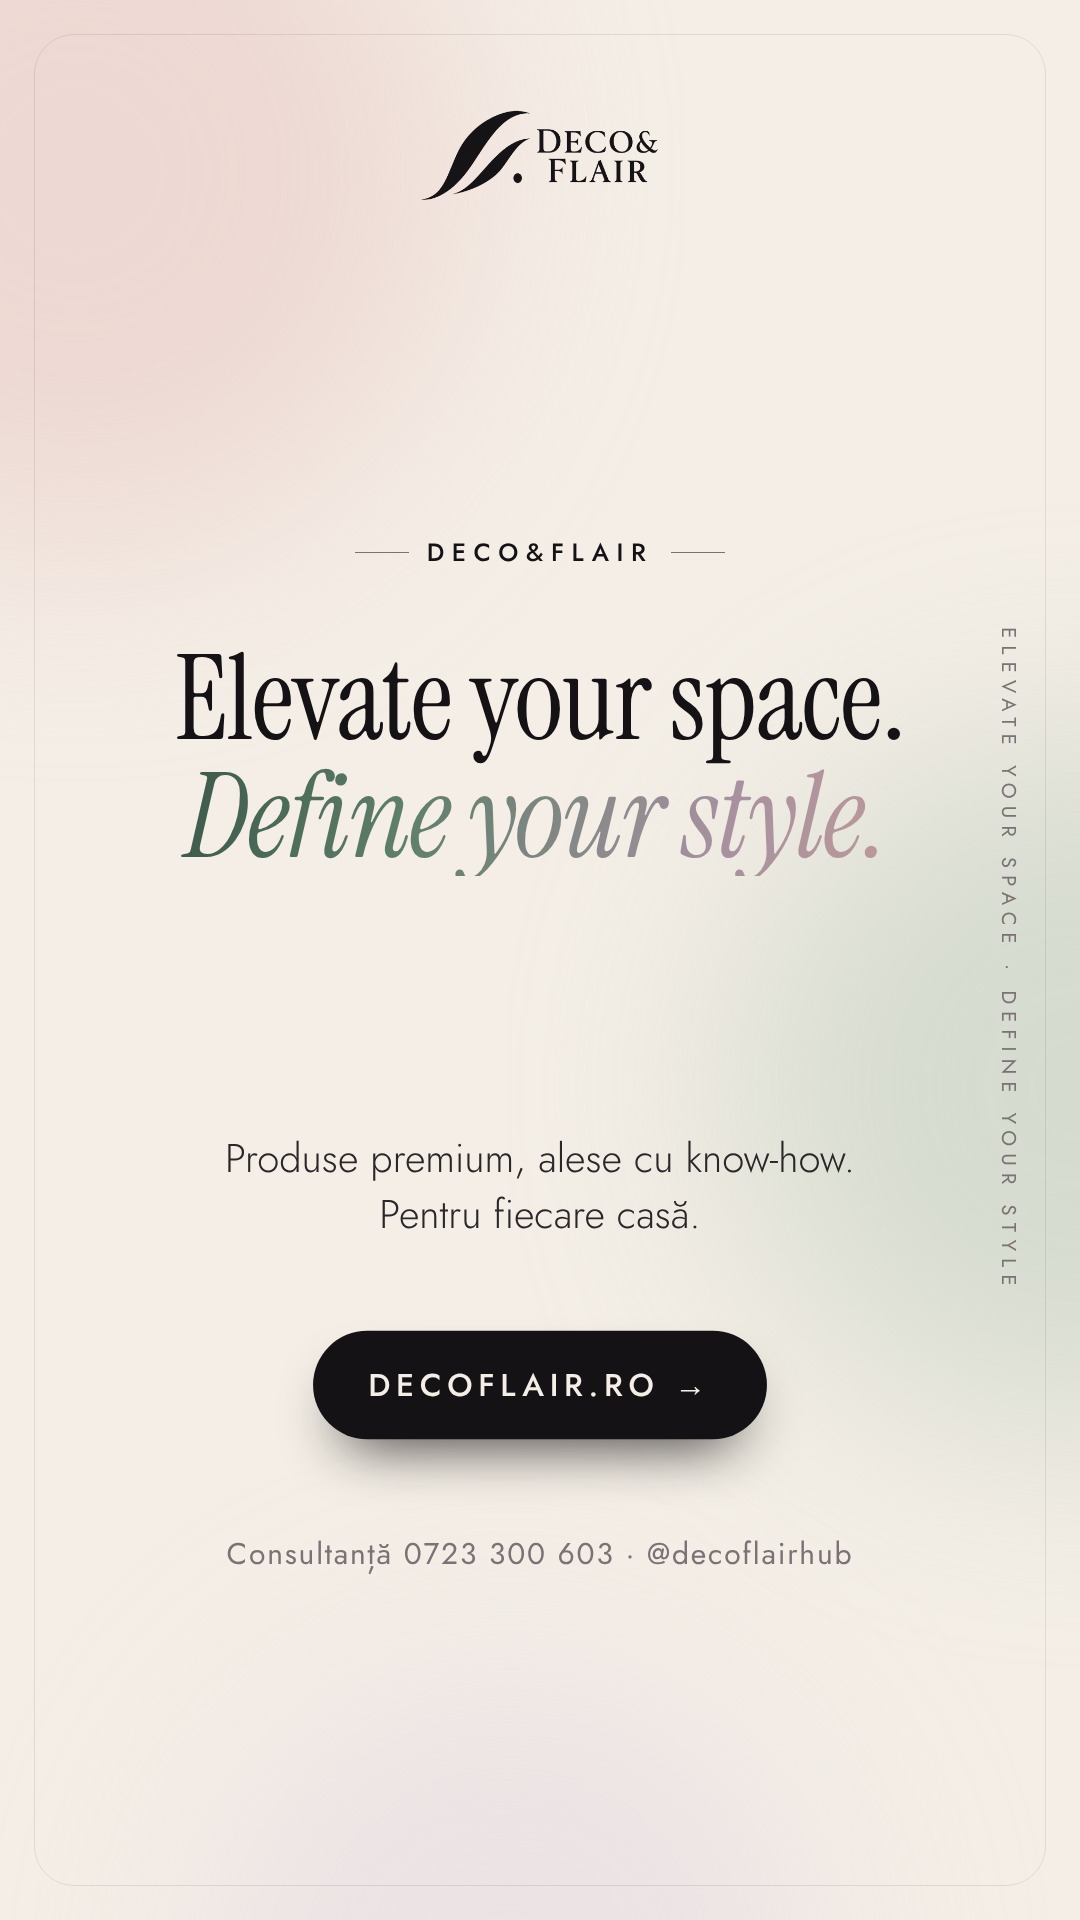 DECO&
FLAIR
DECO&FLAIR
Elevate your space.
Define your style.
ELEVATE YOUR SPACE · DEFINE YOUR STYLE
Produse premium, alese cu know-how.
Pentru fiecare casă.
DECOFLAIR.RO →
Consultanță 0723 300 603 · @decoflairhub